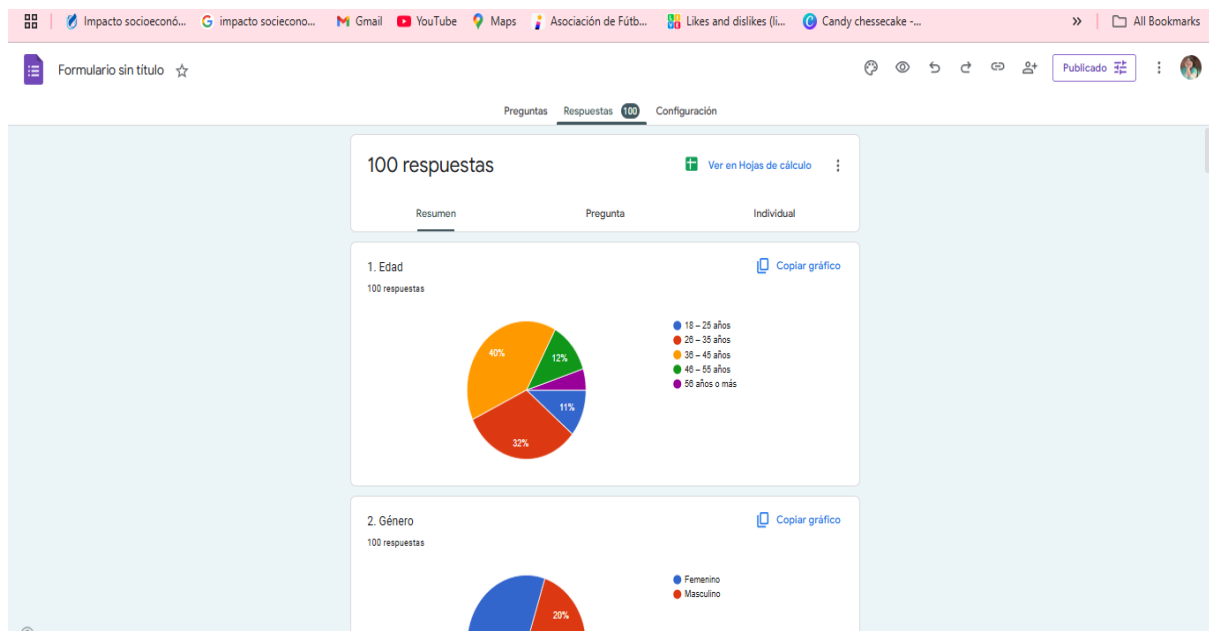 Impacto socioeconó... impacto sociecono... Gmail YouTube Maps Asociación de Fútb... Likes and dislikes (li... Candy chessecake -... » All Bookmarks
Formulario sin título
Publicado
Preguntas Respuestas 100 Configuración
100 respuestas
Ver en Hojas de cálculo
Resumen Pregunta Individual
1. Edad
Copiar gráfico
100 respuestas
18 – 25 años
26 – 35 años
36 – 45 años
46 – 55 años
56 años o más
40%
12%
11%
32%
2. Género
Copiar gráfico
100 respuestas
Femenino
Masculino
20%